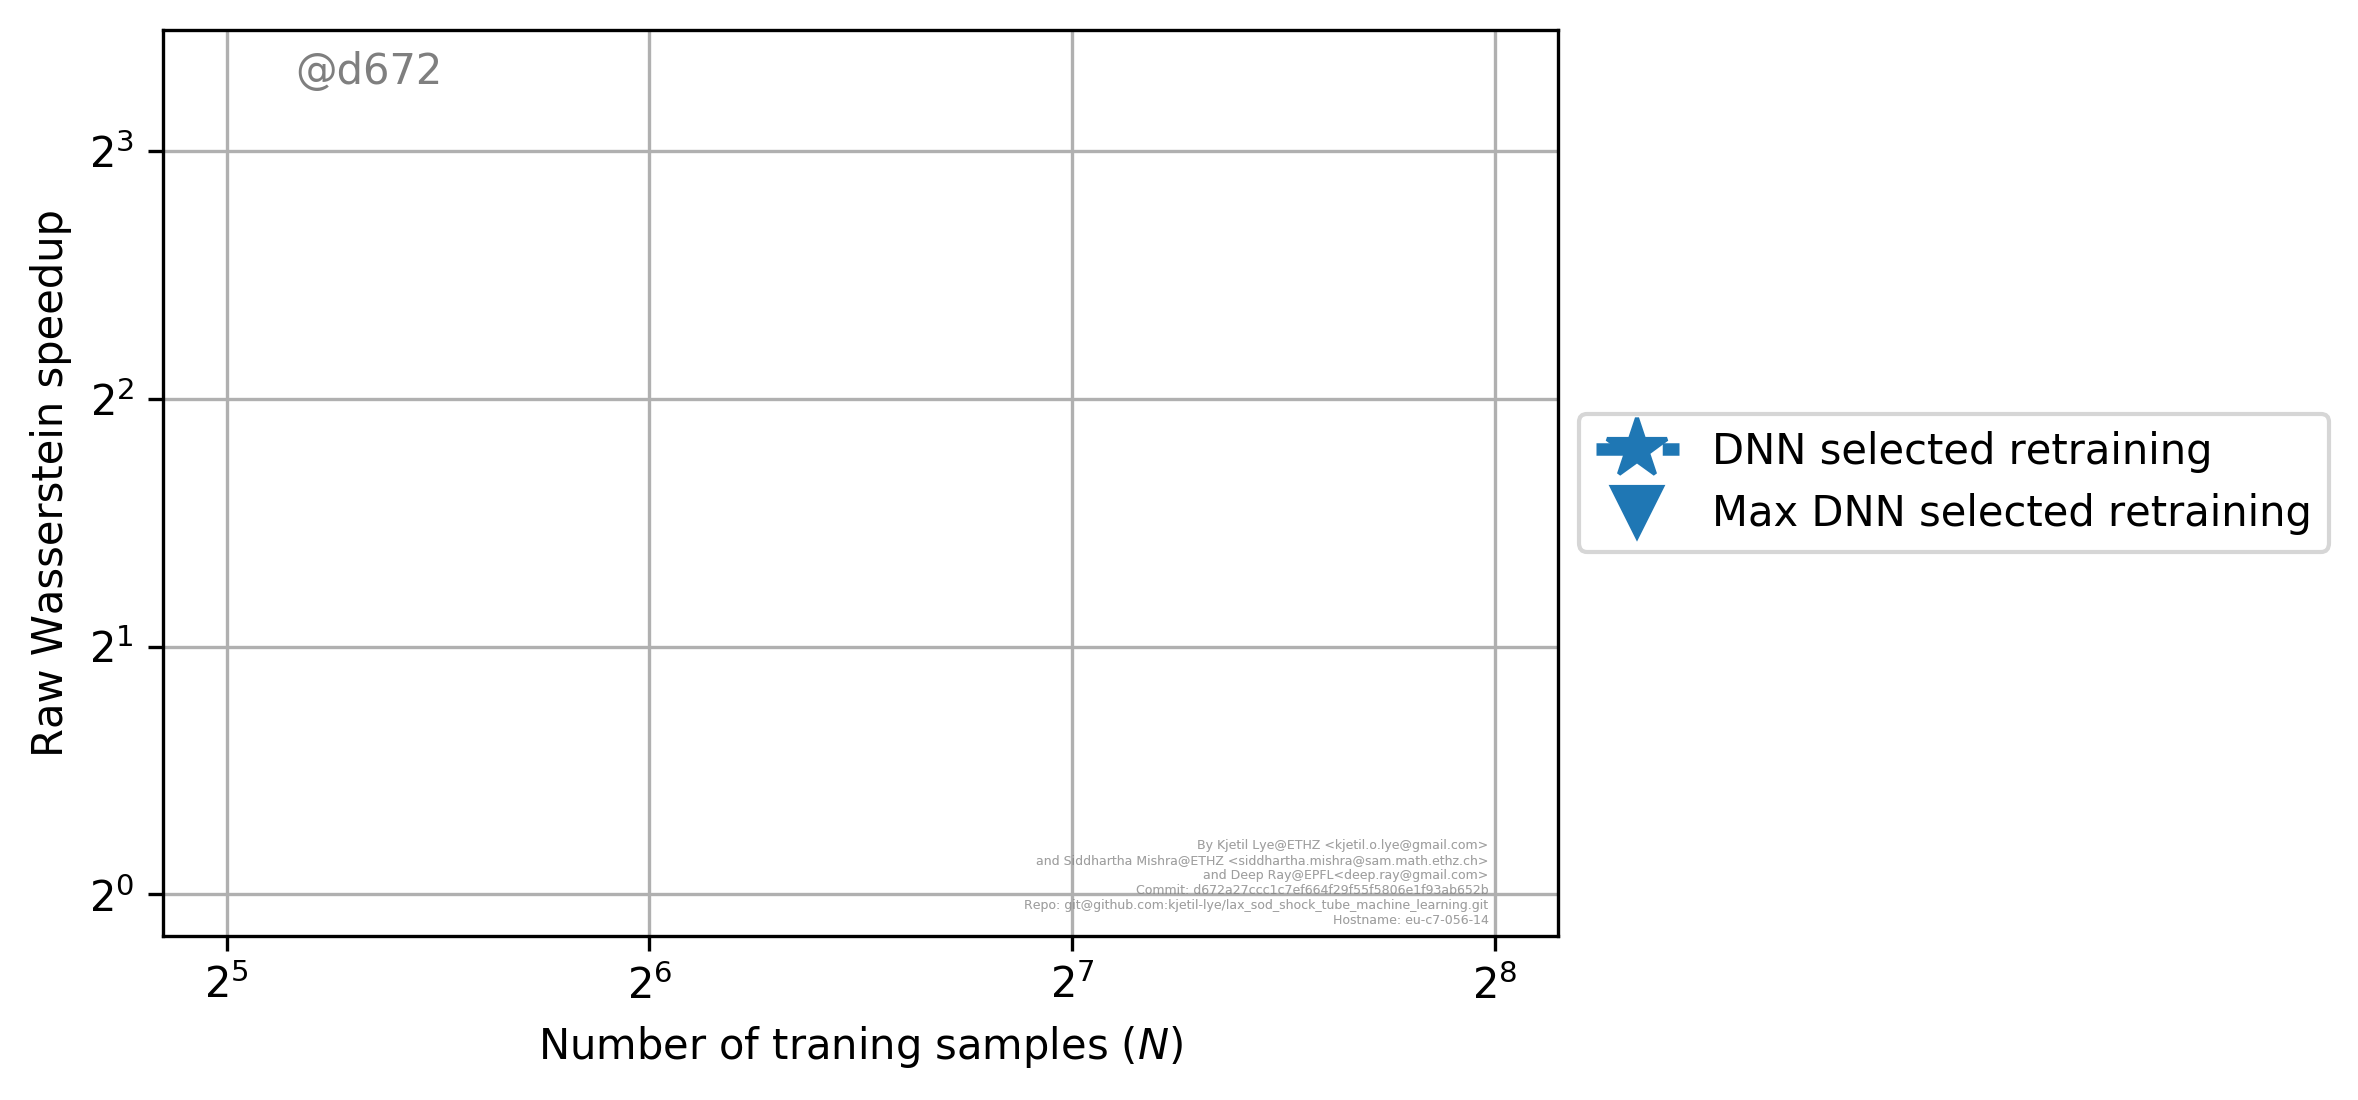 @d672
2^3
2^2
2^1
2^0
Raw Wasserstein speedup
DNN selected retraining
Max DNN selected retraining
By Kjetil Lye@ETHZ <kjetil.o.lye@gmail.com>
and Siddhartha Mishra@ETHZ <siddhartha.mishra@sam.math.ethz.ch>
and Deep Ray@EPFL<deep.ray@gmail.com>
Commit: d672a27ccc1c7ef664f29f55f5806e1f93ab652b
Repo: git@github.com:kjetil-lye/lax_sod_shock_tube_machine_learning.git
Hostname: eu-c7-056-14
2^5 2^6 2^7 2^8
Number of traning samples (N)